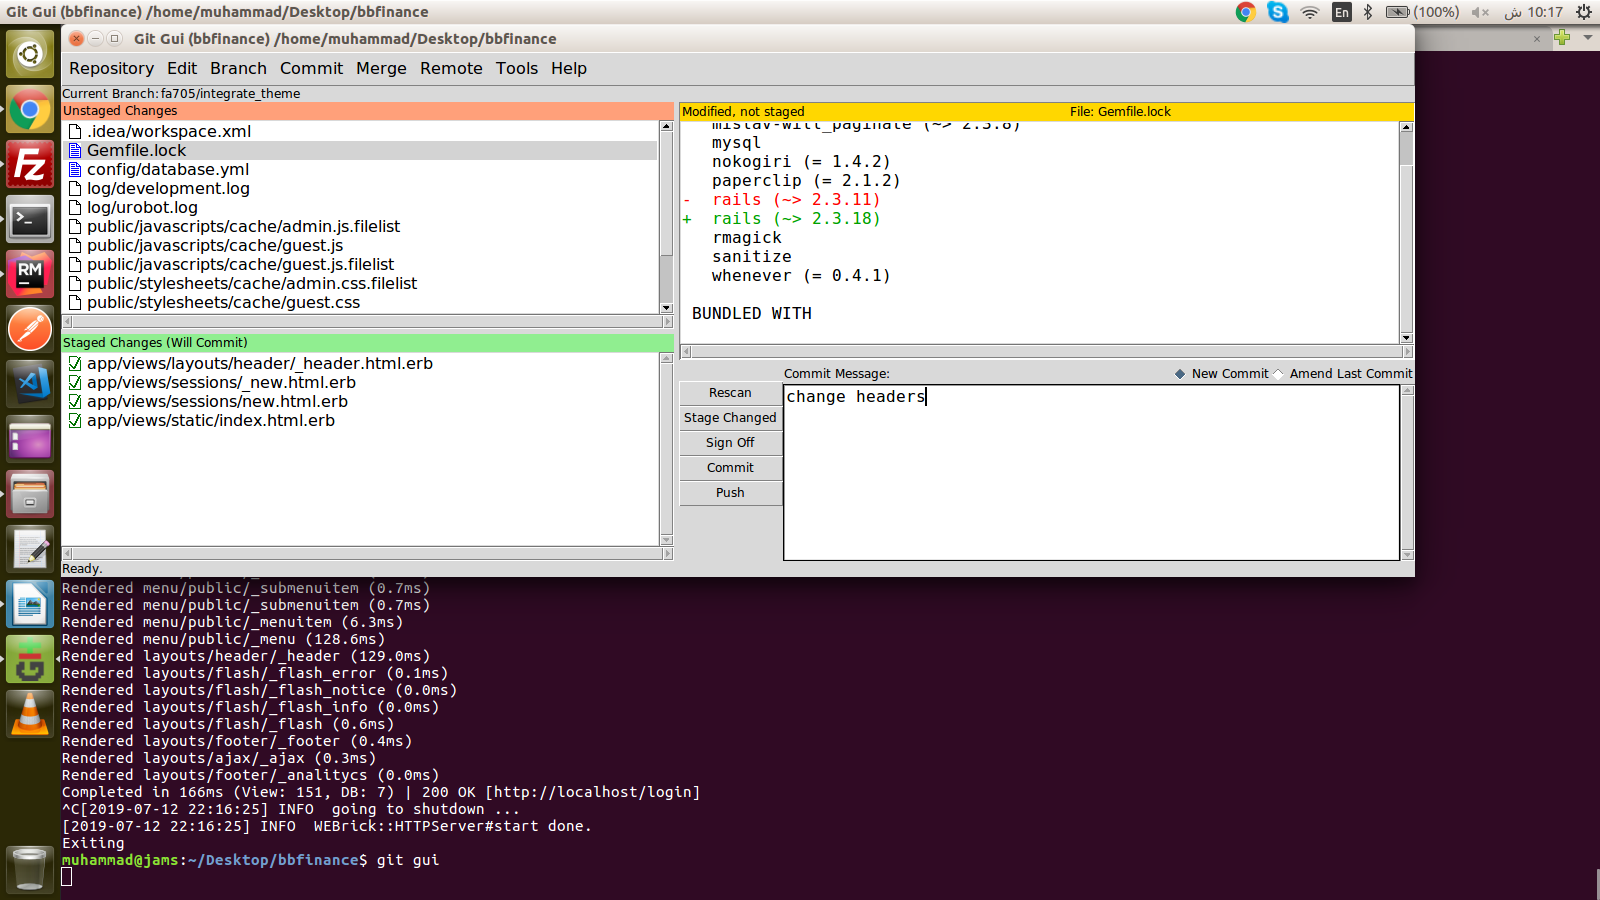 Git Gui (bbfinance) /home/muhammad/Desktop/bbfinance
En
(100%)
10:17 ش
Git Gui (bbfinance) /home/muhammad/Desktop/bbfinance
Repository Edit Branch Commit Merge Remote Tools Help
Current Branch: fa705/integrate_theme
Unstaged Changes
.idea/workspace.xml
Gemfile.lock
config/database.yml
log/development.log
log/urobot.log
public/javascripts/cache/admin.js.filelist
public/javascripts/cache/guest.js
public/javascripts/cache/guest.js.filelist
public/stylesheets/cache/admin.css.filelist
public/stylesheets/cache/guest.css
Staged Changes (Will Commit)
app/views/layouts/header/_header.html.erb
app/views/sessions/_new.html.erb
app/views/sessions/new.html.erb
app/views/static/index.html.erb
Ready.
Modified, not staged File: Gemfile.lock
mislav-will_paginate (~> 2.3.8)
mysql
nokogiri (= 1.4.2)
paperclip (= 2.1.2)
- rails (~> 2.3.11)
+ rails (~> 2.3.18)
rmagick
sanitize
whenever (= 0.4.1)
BUNDLED WITH
Commit Message: New Commit Amend Last Commit
Rescan
Stage Changed
Sign Off
Commit
Push
change headers
Rendered menu/public/_submenuitem (0.7ms)
Rendered menu/public/_submenuitem (0.7ms)
Rendered menu/public/_menuitem (6.3ms)
Rendered menu/public/_menu (128.6ms)
Rendered layouts/header/_header (129.0ms)
Rendered layouts/flash/_flash_error (0.1ms)
Rendered layouts/flash/_flash_notice (0.0ms)
Rendered layouts/flash/_flash_info (0.0ms)
Rendered layouts/flash/_flash (0.6ms)
Rendered layouts/footer/_footer (0.4ms)
Rendered layouts/ajax/_ajax (0.3ms)
Rendered layouts/footer/_analitycs (0.0ms)
Completed in 166ms (View: 151, DB: 7) | 200 OK [http://localhost/login]
^C[2019-07-12 22:16:25] INFO  going to shutdown ...
[2019-07-12 22:16:25] INFO  WEBrick::HTTPServer#start done.
Exiting
muhammad@jams:~/Desktop/bbfinance$ git gui